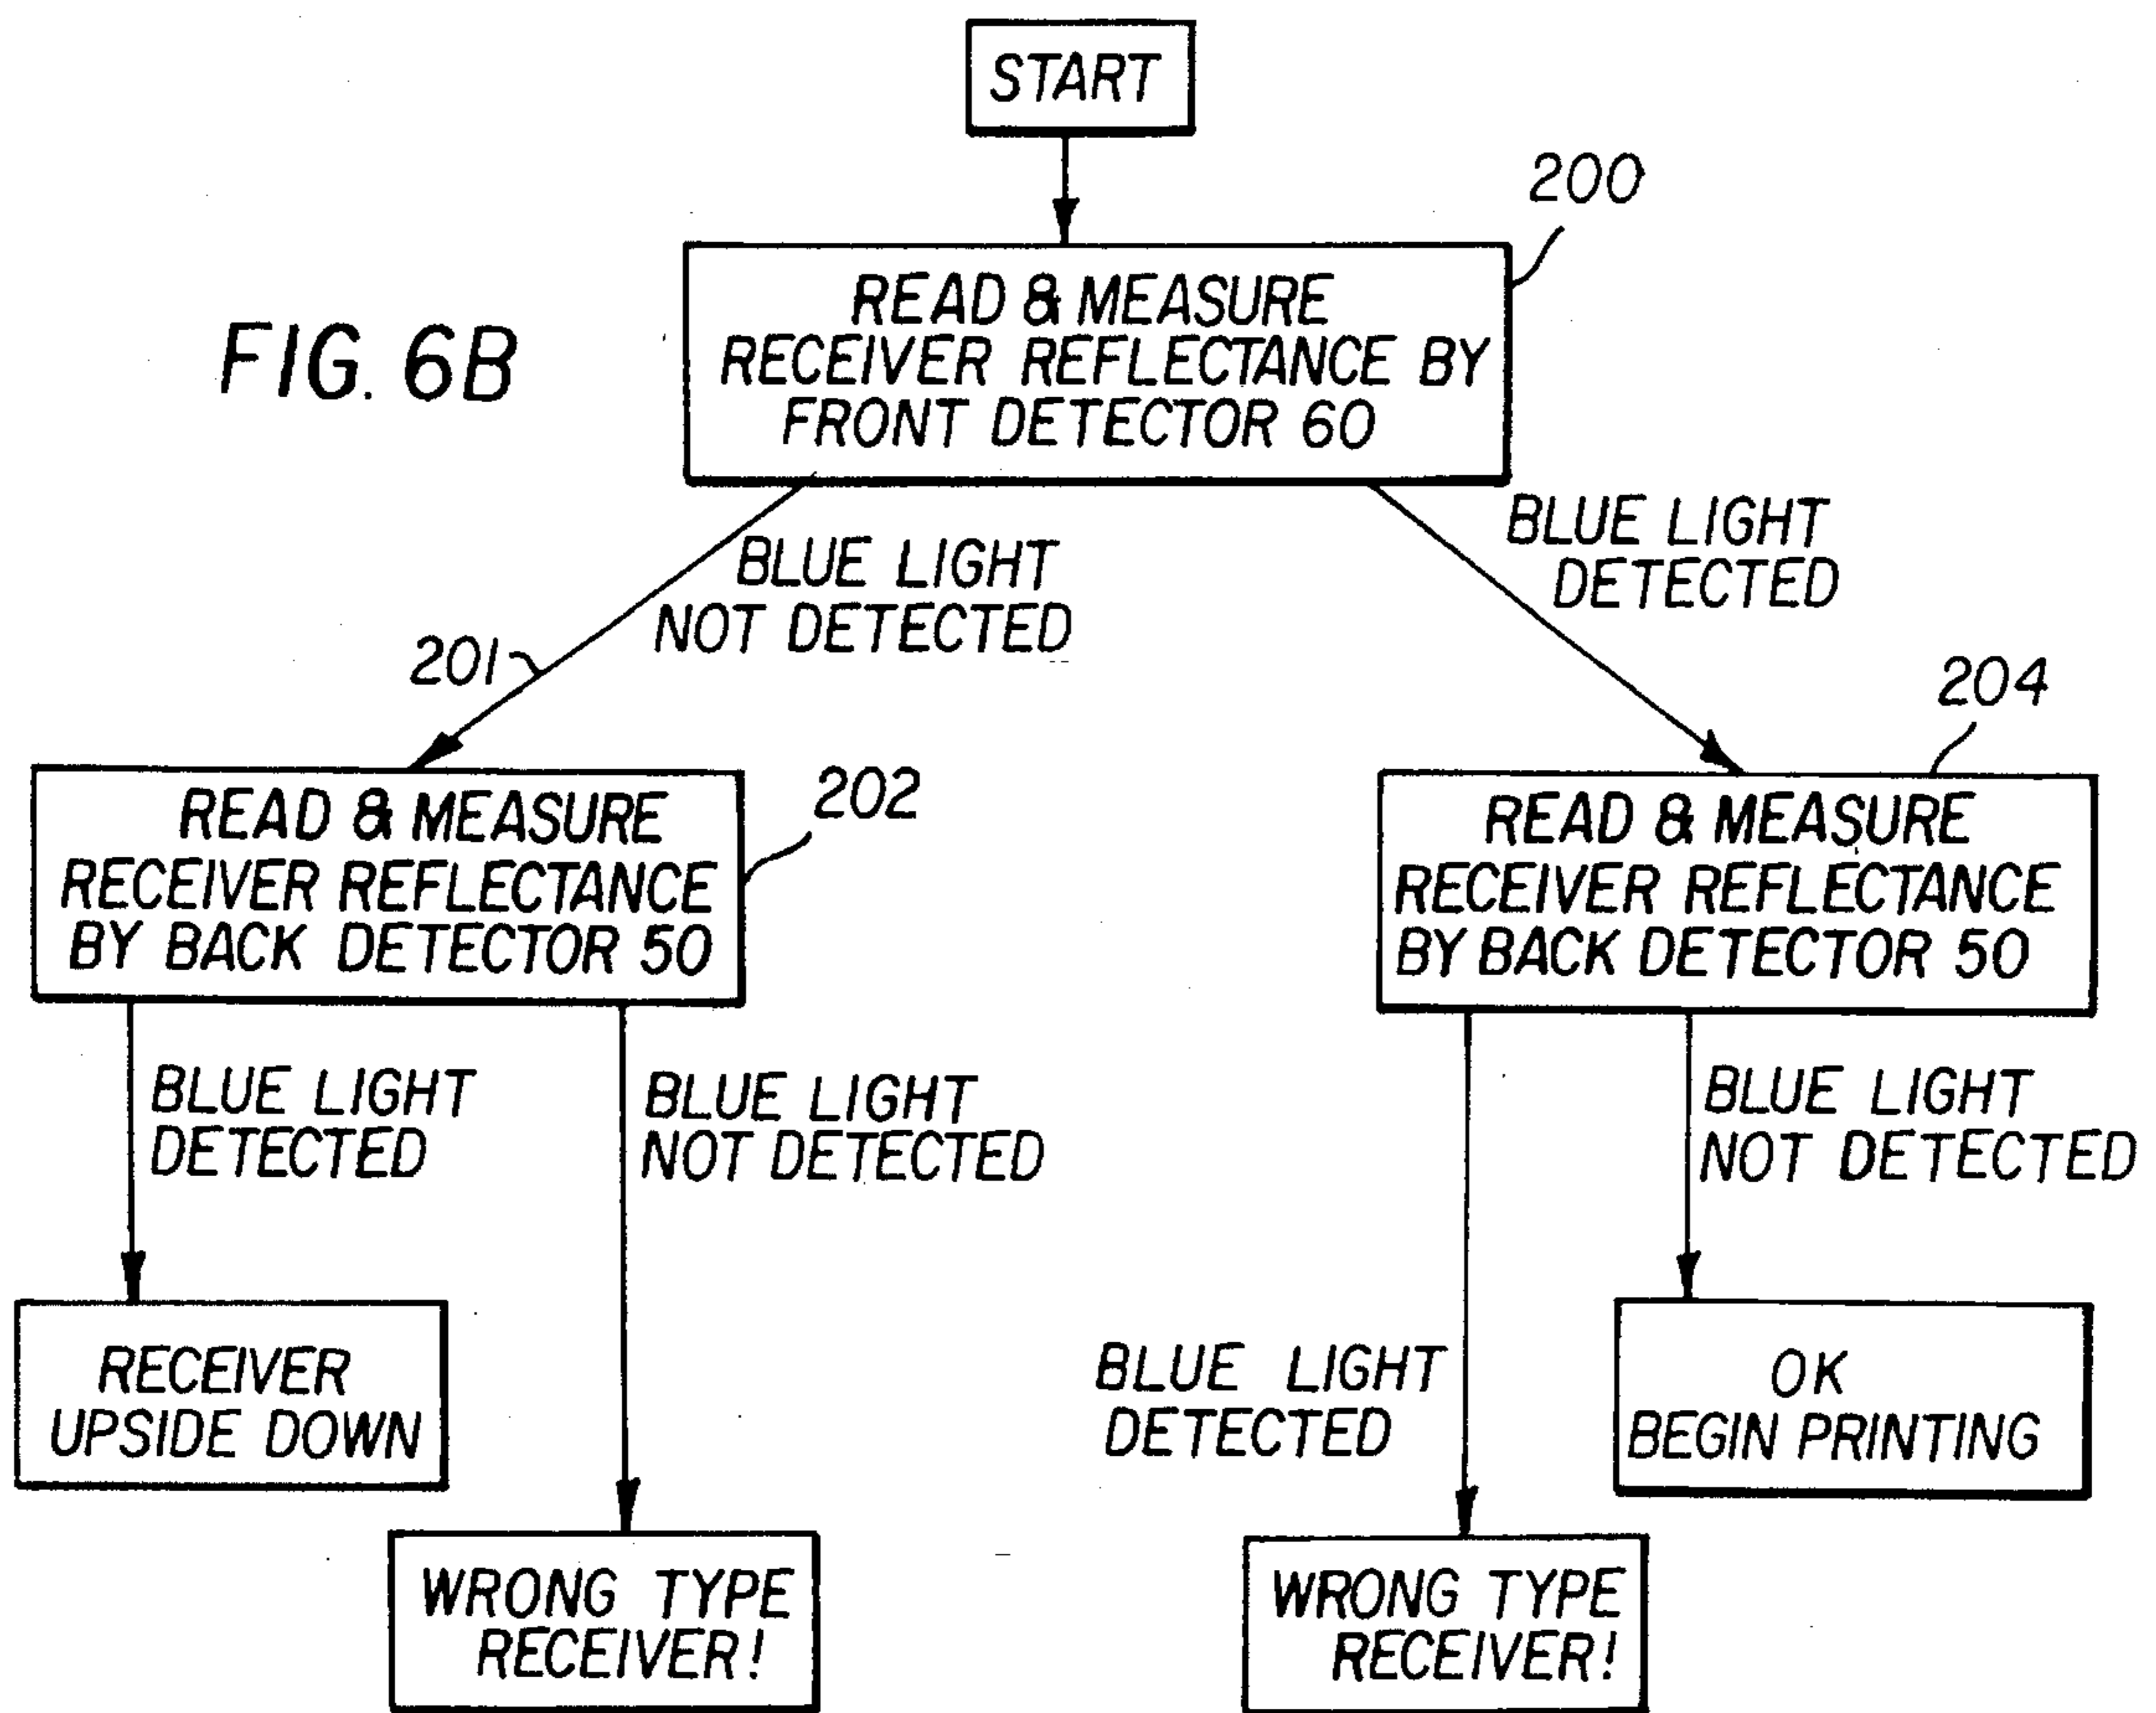 START
200
READ & MEASURE
RECEIVER REFLECTANCE BY
FRONT DETECTOR 60
FIG. 6B
BLUE LIGHT
NOT DETECTED
BLUE LIGHT
DETECTED
201
204
READ & MEASURE
RECEIVER REFLECTANCE
BY BACK DETECTOR 50
202
READ & MEASURE
RECEIVER REFLECTANCE
BY BACK DETECTOR 50
BLUE LIGHT
DETECTED
BLUE LIGHT
NOT DETECTED
BLUE LIGHT
NOT DETECTED
RECEIVER
UPSIDE DOWN
BLUE LIGHT
DETECTED
OK
BEGIN PRINTING
WRONG TYPE
RECEIVER!
WRONG TYPE
RECEIVER!